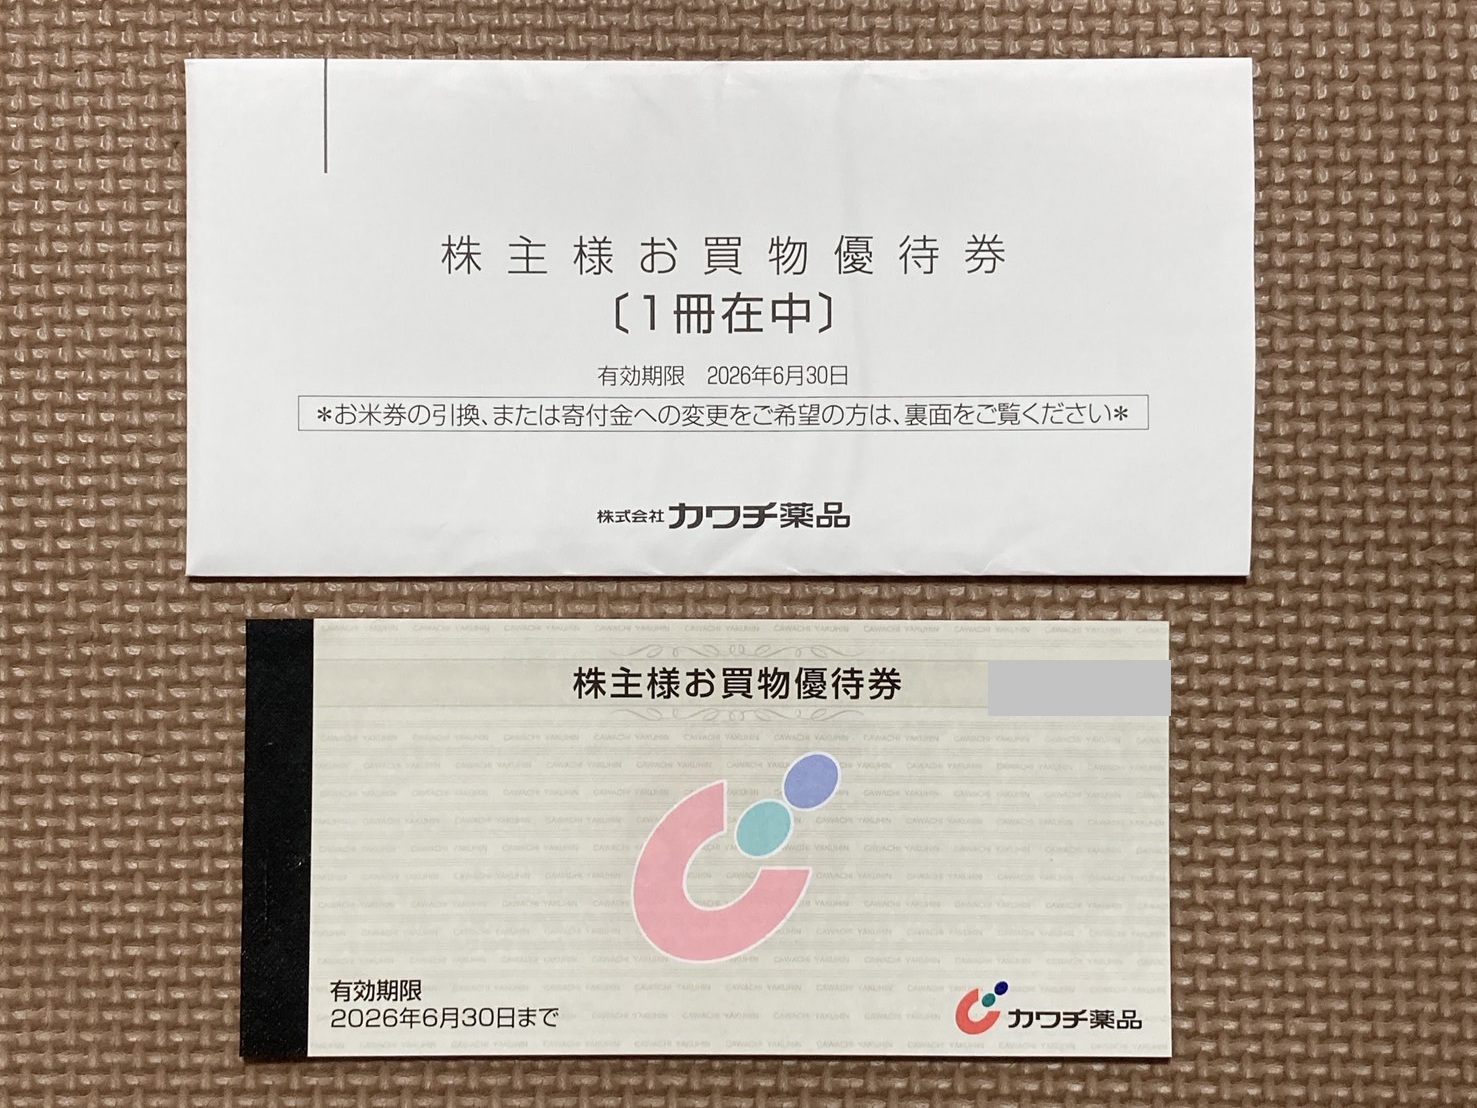 株主様お買物優待券
〔1冊在中〕
有効期限 2026年6月30日
＊お米券の引換、または寄付金への変更をご希望の方は、裏面をご覧ください＊
株式会社カワチ薬品
株主様お買物優待券
有効期限
2026年6月30日まで
カワチ薬品
CAWACHI YAKUHIN